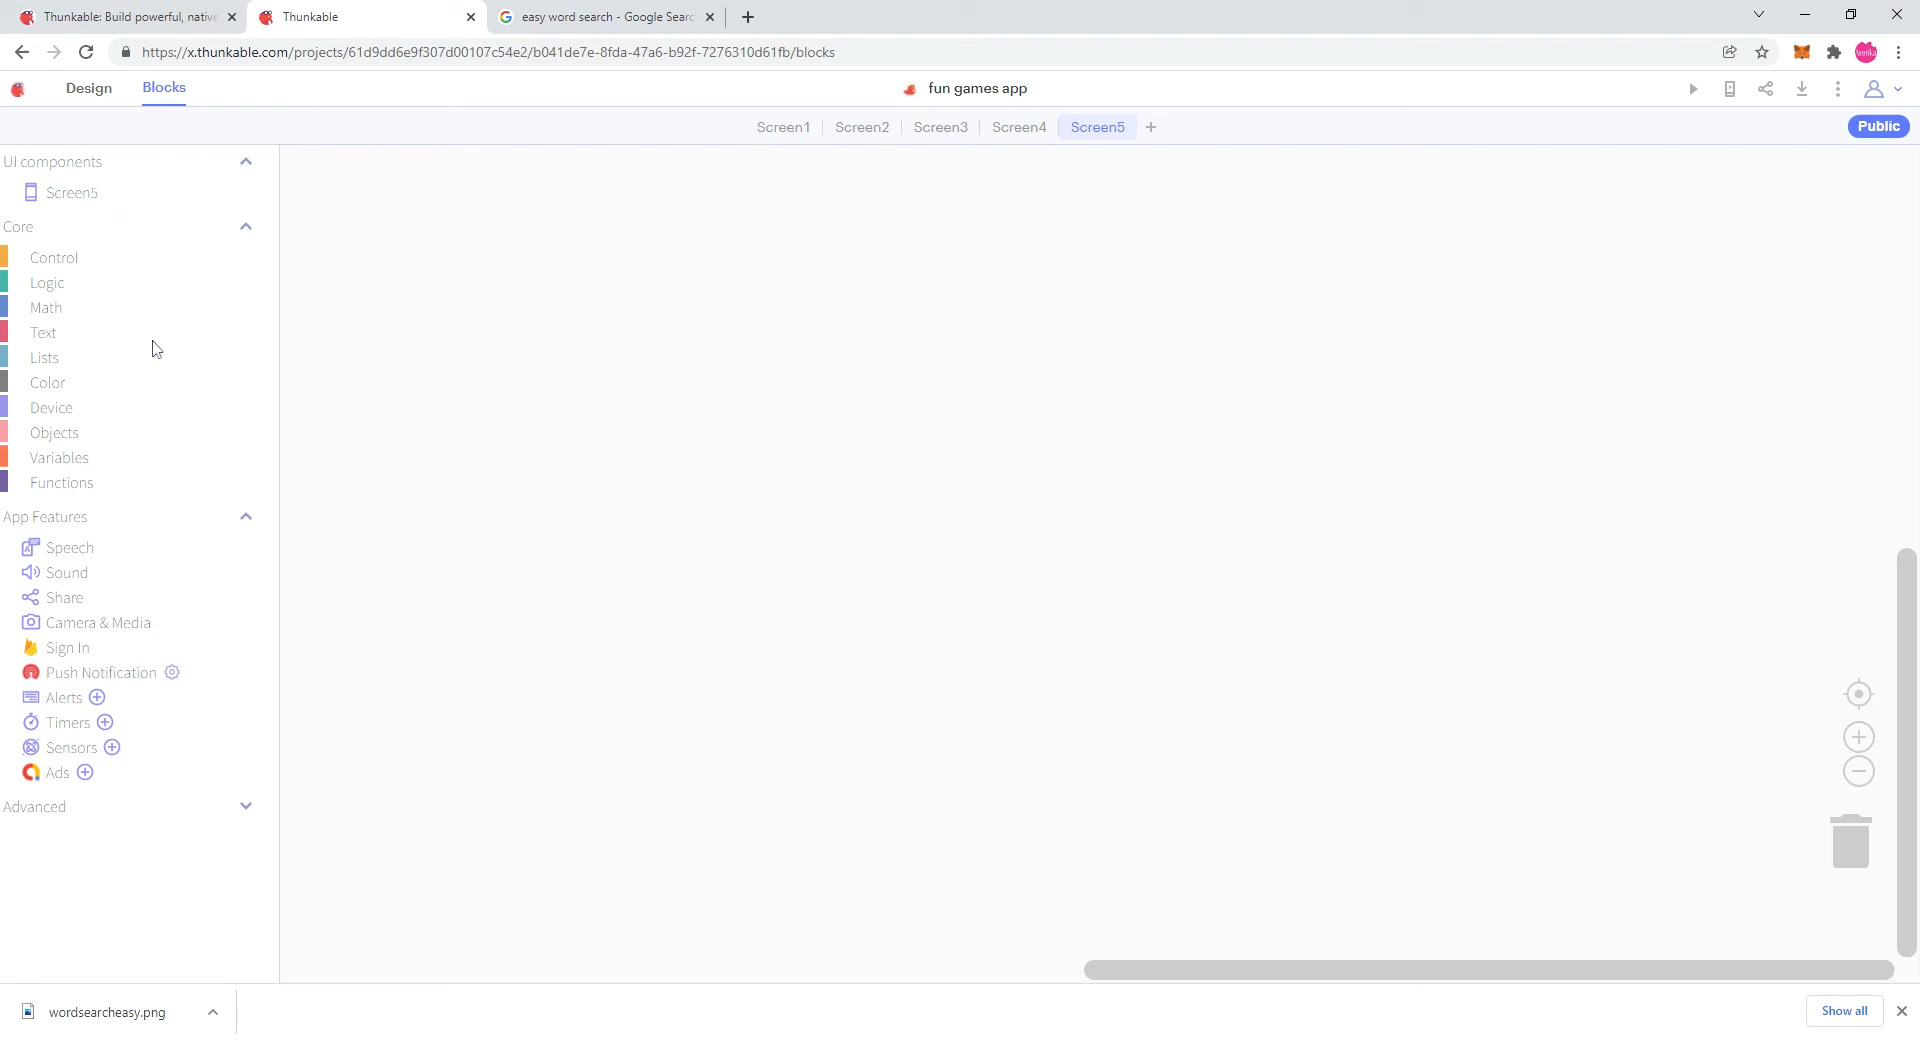 Thunkable: Build powerful, native
Thunkable
easy word search - Google Searc
https://x.thunkable.com/projects/61d9dd6e9f307d00107c54e2/b041de7e-8fda-47a6-b92f-7276310d61fb/blocks
Annika
Design
Blocks
fun games app
Screen1
Screen2
Screen3
Screen4
Screen5
Public
UI components
Screen5
Core
Control
Logic
Math
Text
Lists
Color
Device
Objects
Variables
Functions
App Features
Speech
Sound
Share
Camera & Media
Sign In
Push Notification
Alerts
Timers
Sensors
Ads
Advanced
wordsearcheasy.png
Show all